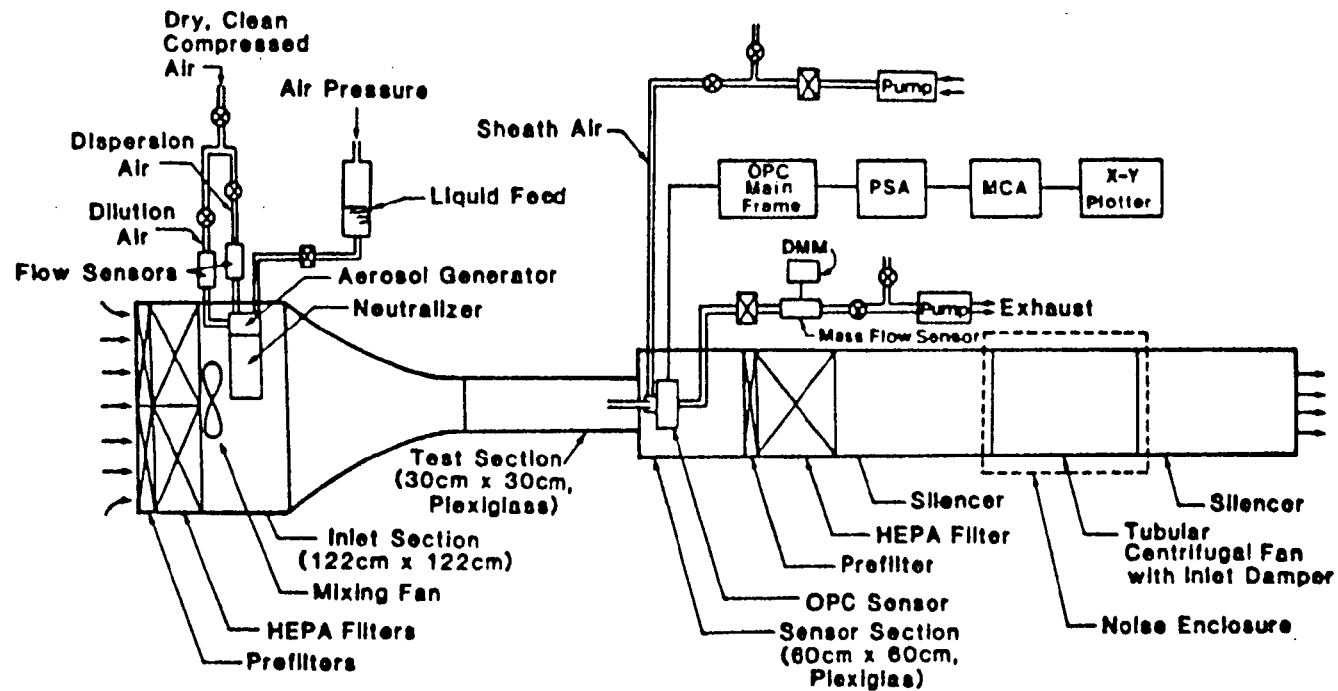 Dry, Clean
Compressed
Air
Air Pressure
Pump
Sheath Air
Dispersion
Air
OPC
Main
Frame
PSA
MCA
X-Y
Plotter
Liquid Feed
Dilution
Air
DMM
Flow Sensors
Aerosol Generator
Neutralizer
Pump
Exhaust
Mass Flow Sensor
Test Section
(30cm x 30cm,
Plexiglass)
Silencer
Silencer
Inlet Section
(122cm x 122cm)
HEPA Filter
Tubular
Centrifugal Fan
with Inlet Damper
Prefilter
Mixing Fan
OPC Sensor
HEPA Filters
Sensor Section
(60cm x 60cm,
Plexiglas)
Noise Enclosure
Prefilters